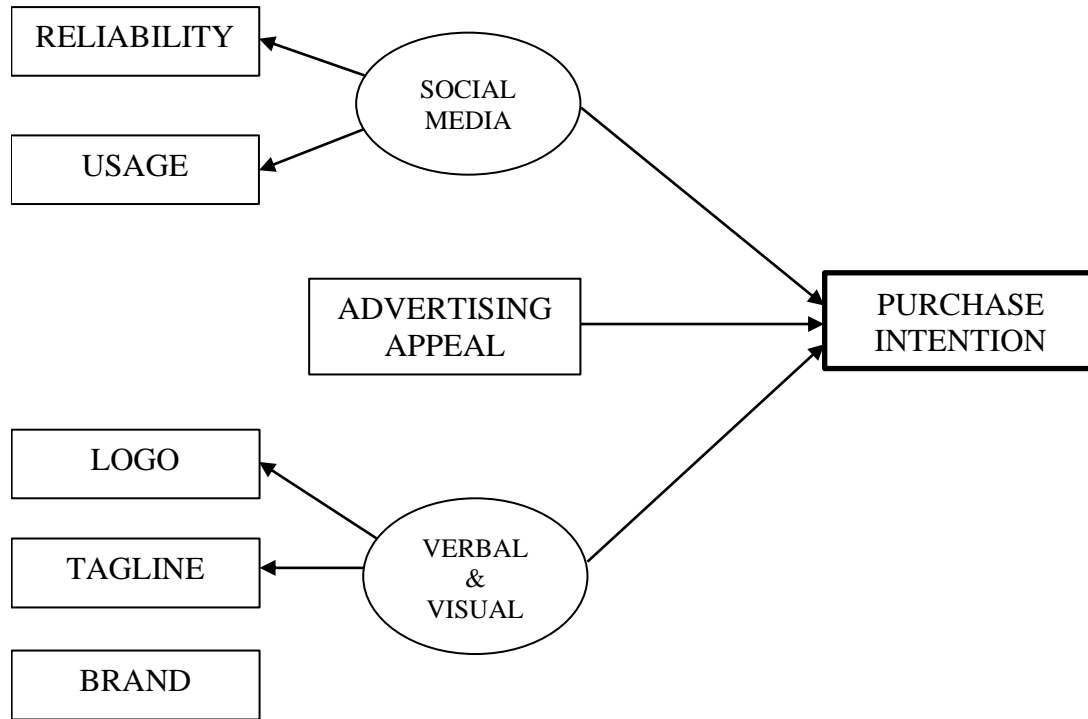 RELIABILITY
SOCIAL
MEDIA
USAGE
ADVERTISING
APPEAL
PURCHASE
INTENTION
LOGO
TAGLINE
VERBAL
&
VISUAL
BRAND